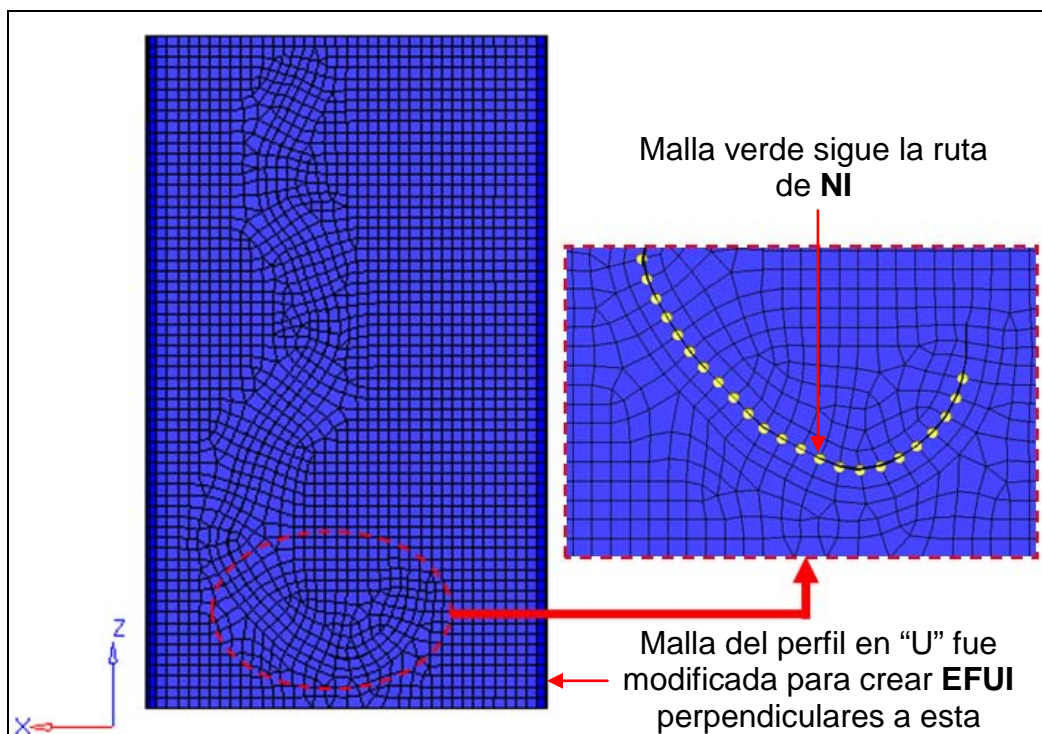 Malla verde sigue la ruta
de NI
Z
X
Malla del perfil en “U” fue
modificada para crear EFUI
perpendiculares a esta